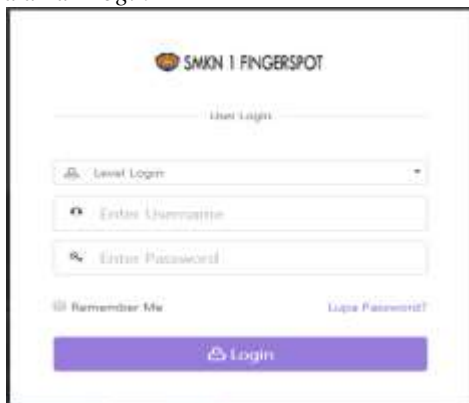 SMKN 1 FINGERSPOT
User Login
Level Login
Enter Username
Enter Password
Remember Me
Lupa Password?
Login